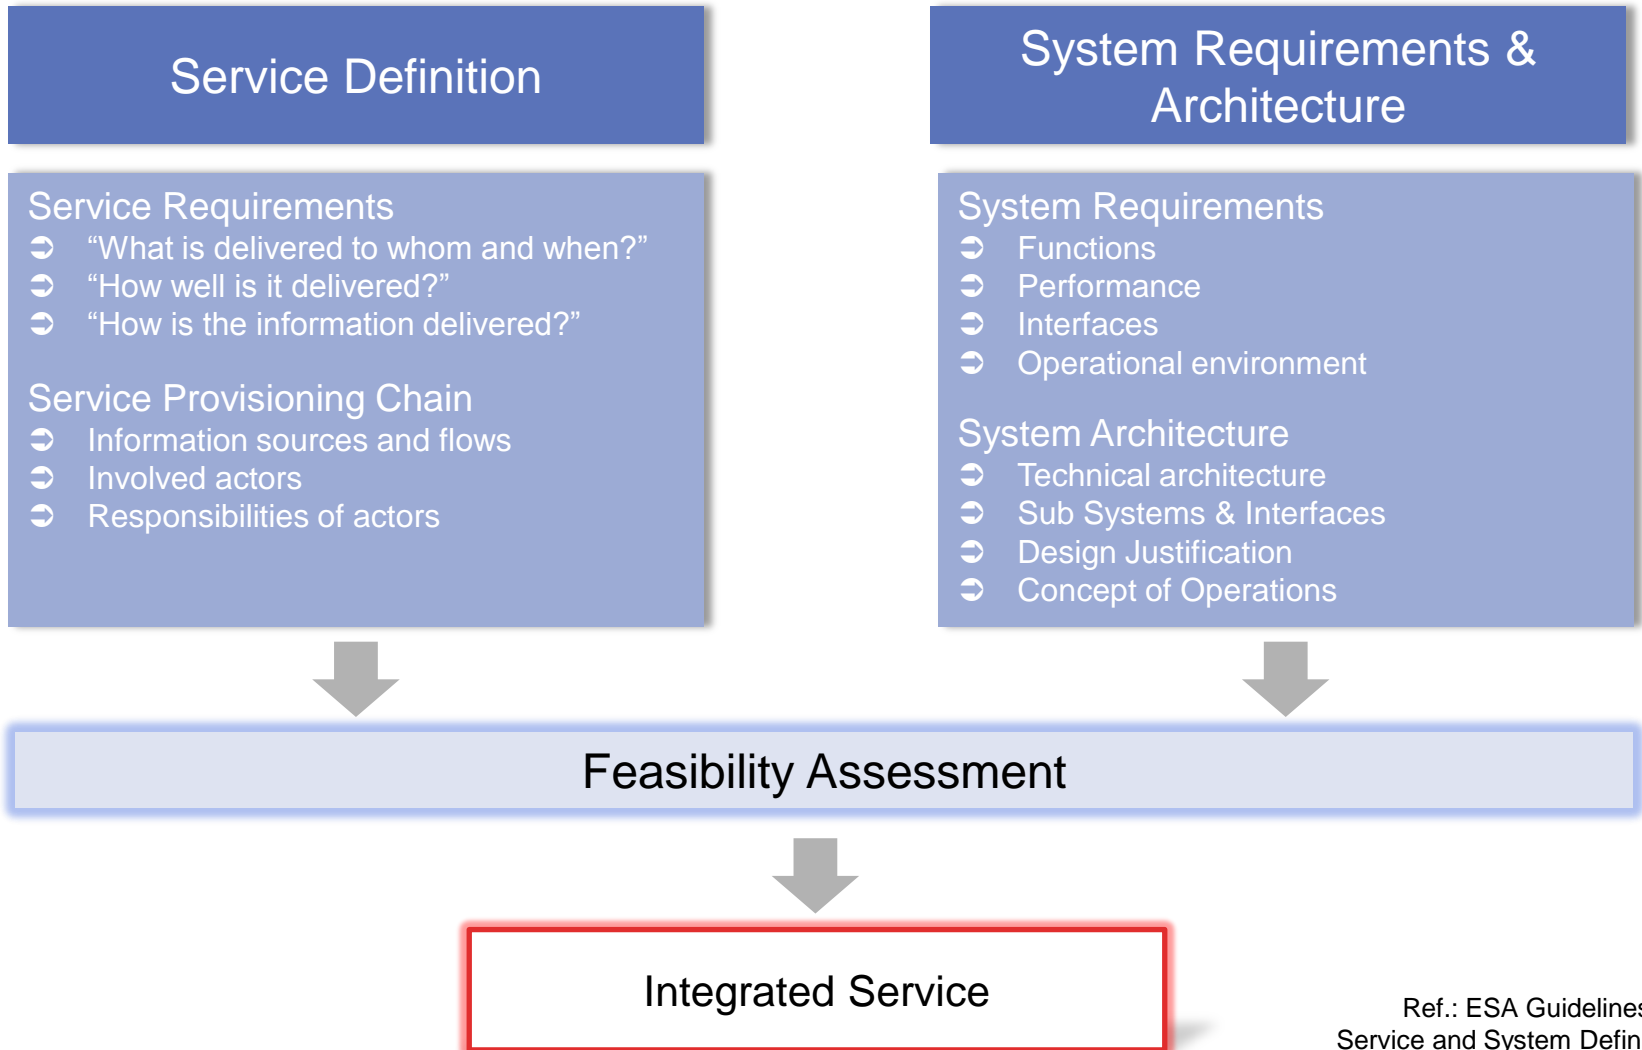 Service Definition
System Requirements &
Architecture
Service Requirements
➲ “What is delivered to whom and when?”
➲ “How well is it delivered?”
➲ “How is the information delivered?”
Service Provisioning Chain
➲ Information sources and flows
➲ Involved actors
➲ Responsibilities of actors
System Requirements
➲ Functions
➲ Performance
➲ Interfaces
➲ Operational environment
System Architecture
➲ Technical architecture
➲ Sub Systems & Interfaces
➲ Design Justification
➲ Concept of Operations
Feasibility Assessment
Integrated Service
Ref.: ESA Guidelines
Service and System Defin